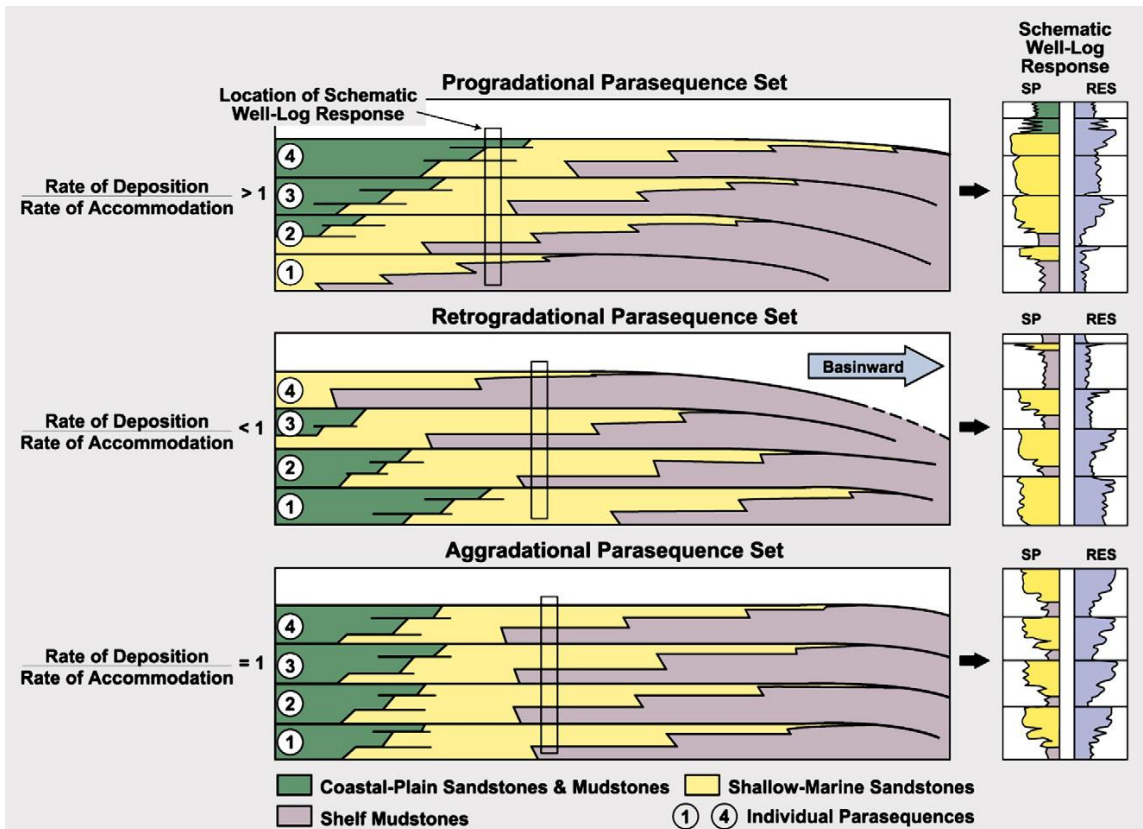 Schematic
Well-Log
Response
SP RES
Progradational Parasequence Set
Location of Schematic
Well-Log Response
Rate of Deposition
Rate of Accommodation > 1
4
3
2
1
Retrogradational Parasequence Set
SP RES
Basinward
Rate of Deposition
Rate of Accommodation < 1
4
3
2
1
Aggradational Parasequence Set
SP RES
Rate of Deposition
Rate of Accommodation = 1
4
3
2
1
Coastal-Plain Sandstones & Mudstones
Shallow-Marine Sandstones
Shelf Mudstones
1 4 Individual Parasequences